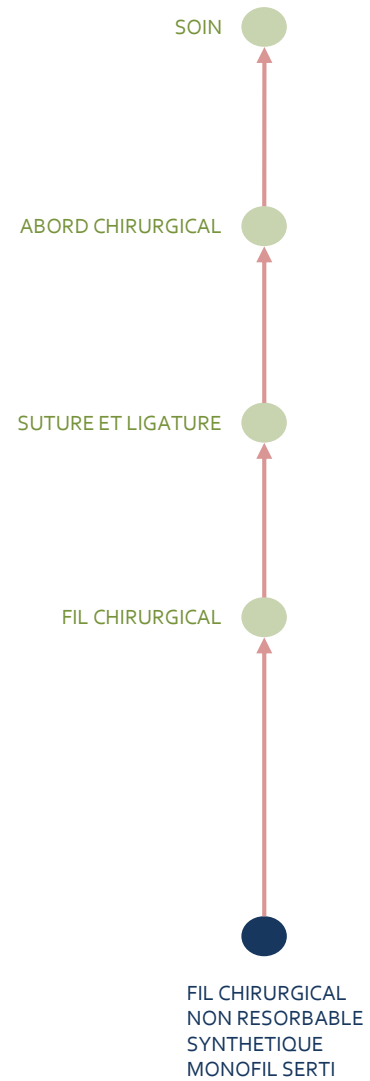 SOIN
ABORD CHIRURGICAL
SUTURE ET LIGATURE
FIL CHIRURGICAL
FIL CHIRURGICAL
NON RESORBABLE
SYNTHETIQUE
MONOFIL SERTI